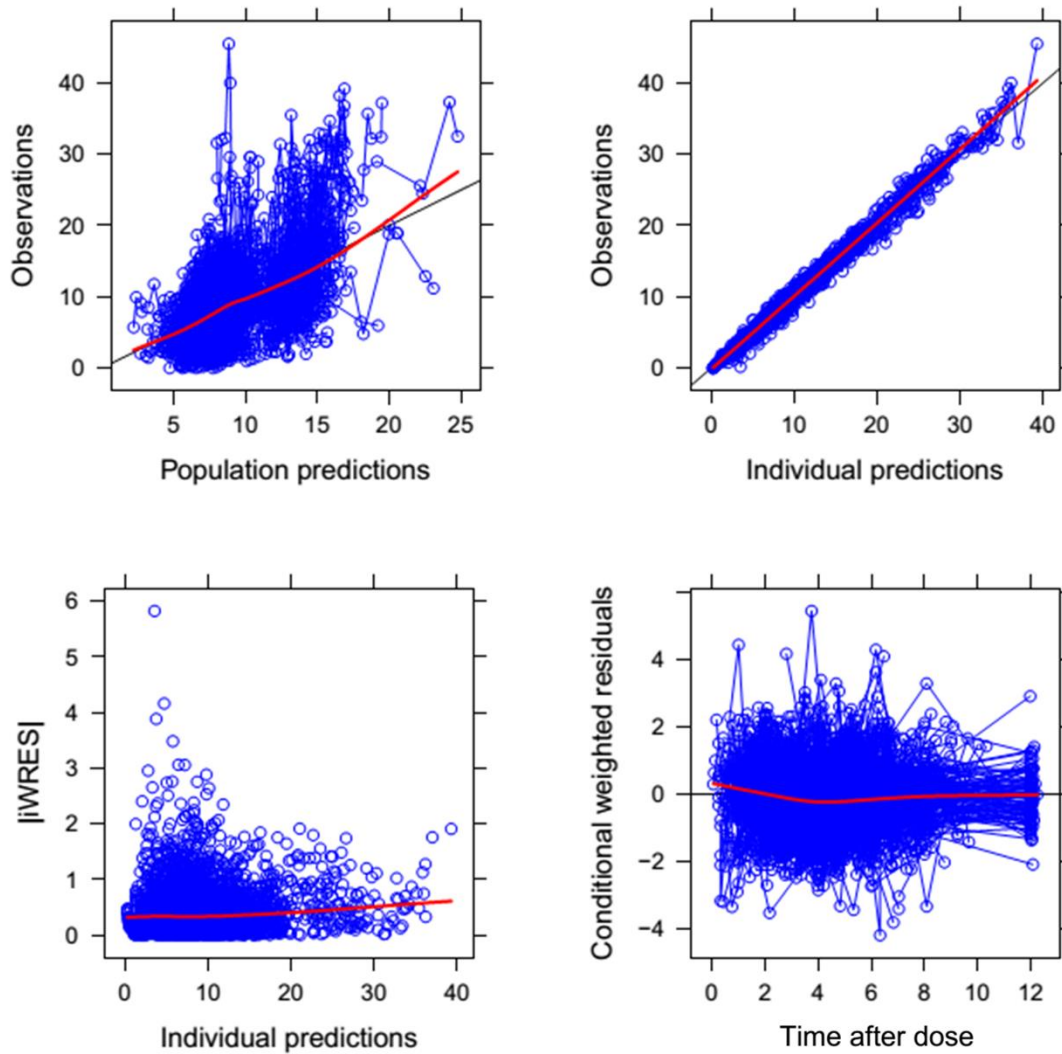 Observations
40
30
20
10
0
5 10 15 20 25
Population predictions
Observations
40
30
20
10
0
0 10 20 30 40
Individual predictions
|iWRES|
6
5
4
3
2
1
0
0 10 20 30 40
Individual predictions
Conditional weighted residuals
4
2
0
−2
−4
0 2 4 6 8 10 12
Time after dose